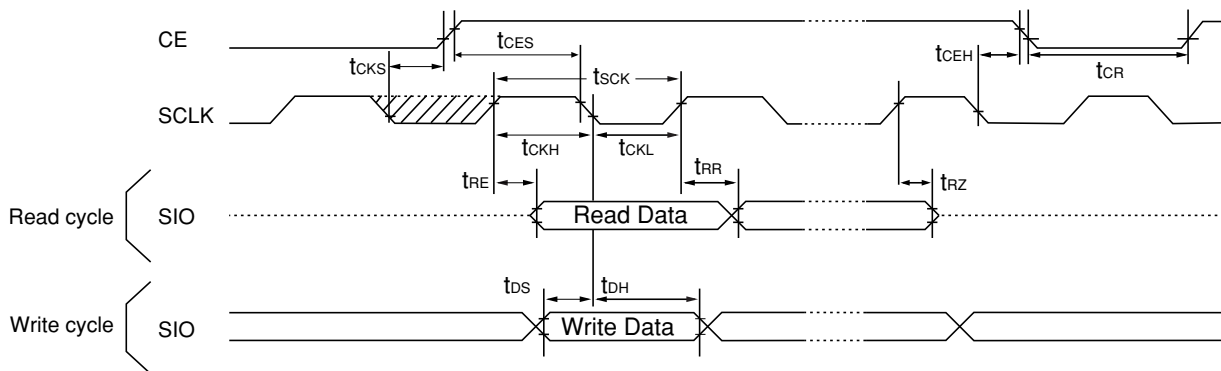 CE
tCES
tCKS
tCEH
tCR
tSCK
SCLK
tCKH
tCKL
tRE
tRR
tRZ
Read cycle
SIO
Read Data
tDS
tDH
Write cycle
SIO
Write Data